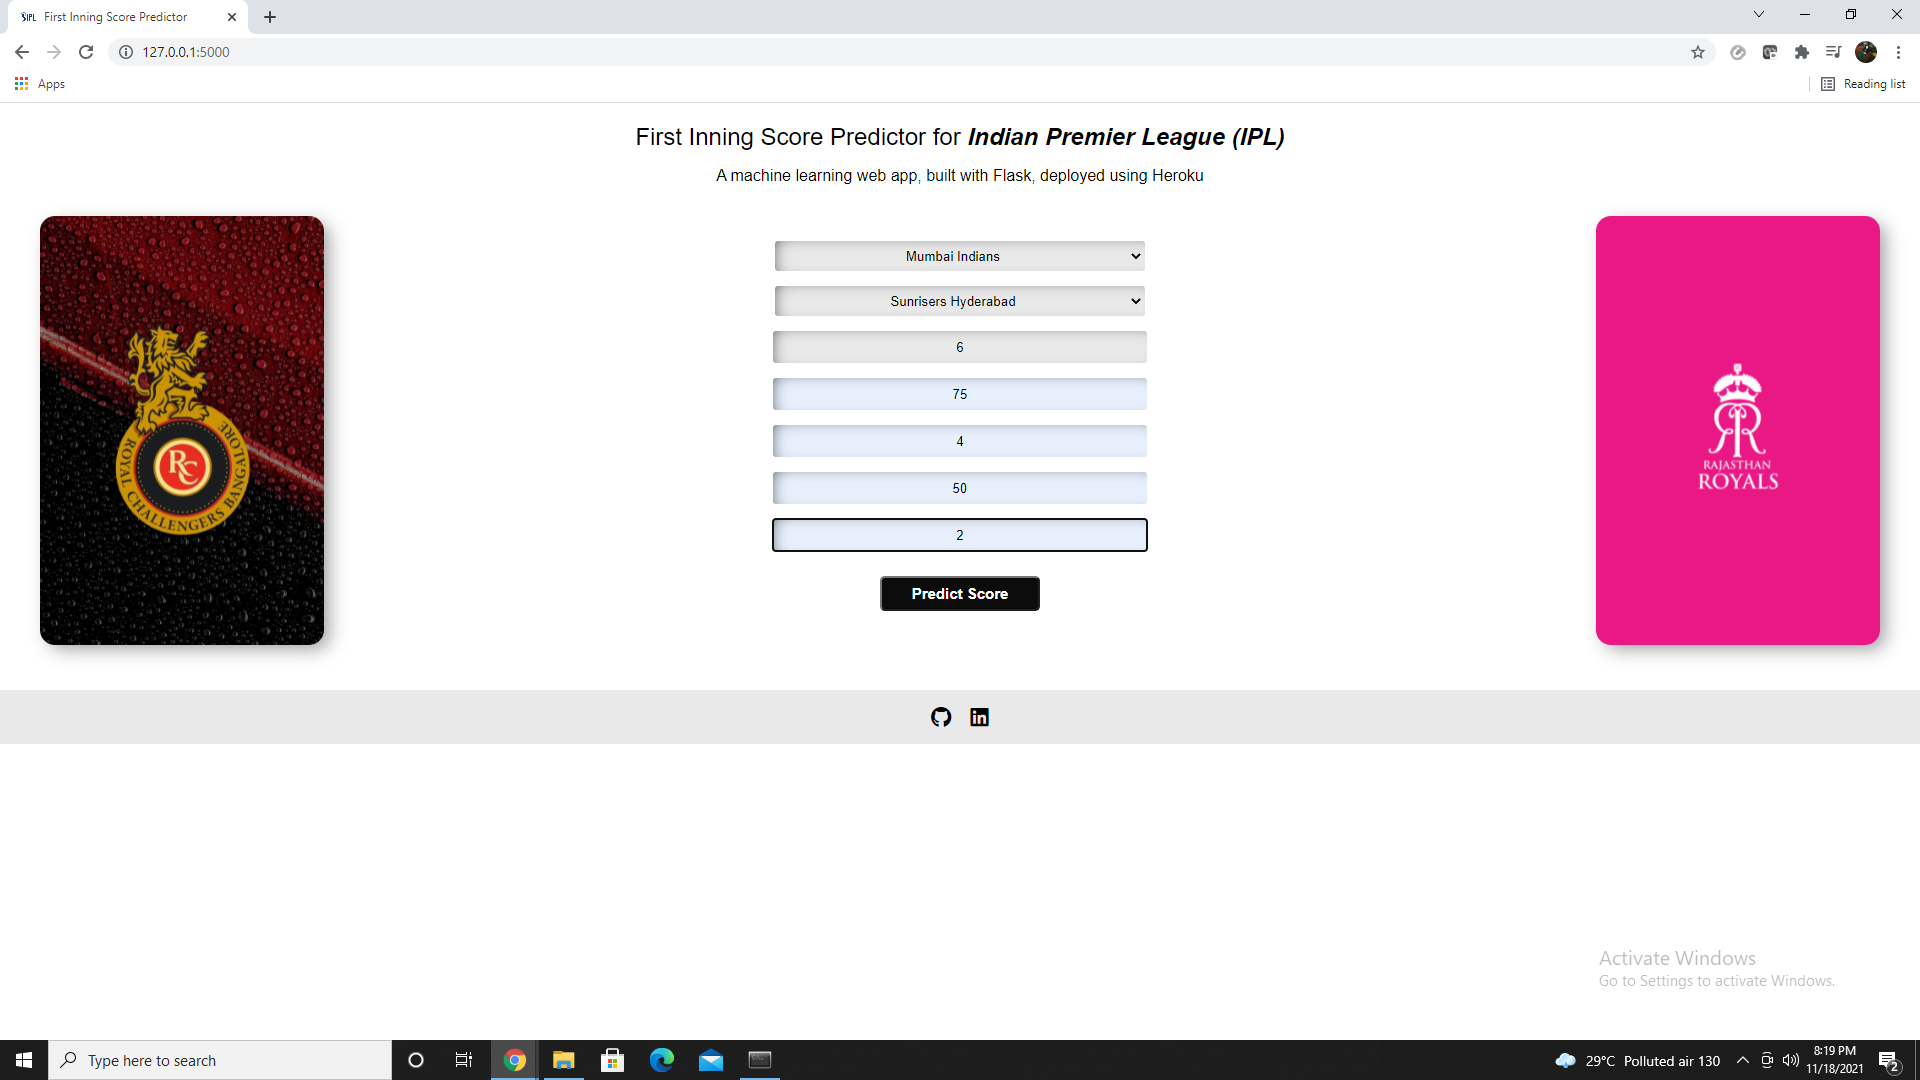 SIPL First Inning Score Predictor
127.0.0.1:5000
Apps
Reading list
First Inning Score Predictor for Indian Premier League (IPL)
A machine learning web app, built with Flask, deployed using Heroku
Mumbai Indians
Sunrisers Hyderabad
6
75
4
50
2
Predict Score
RC
ROYAL CHALLENGERS BANGALORE
RAJASTHAN
ROYALS
Activate Windows
Go to Settings to activate Windows.
Type here to search
29°C Polluted air 130
8:19 PM
11/18/2021
2